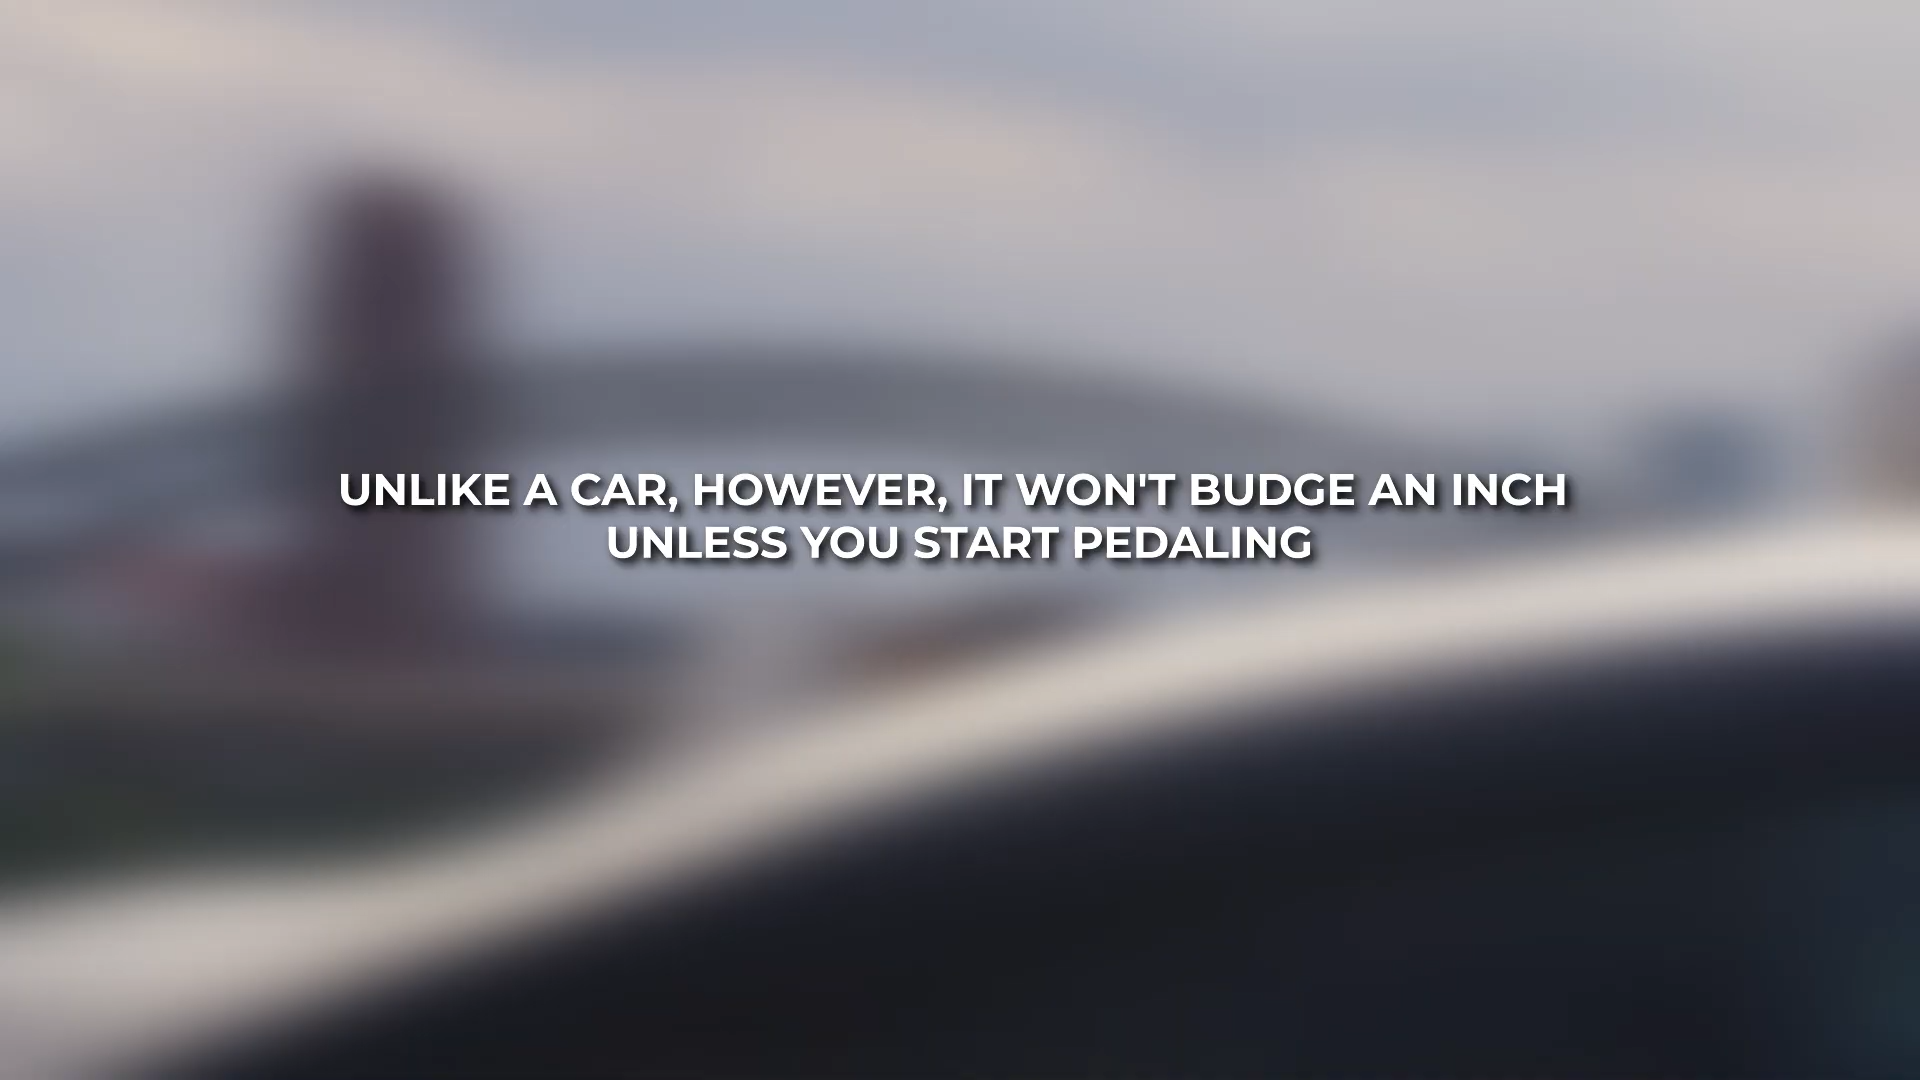 UNLIKE A CAR, HOWEVER, IT WON'T BUDGE AN INCH
UNLESS YOU START PEDALING